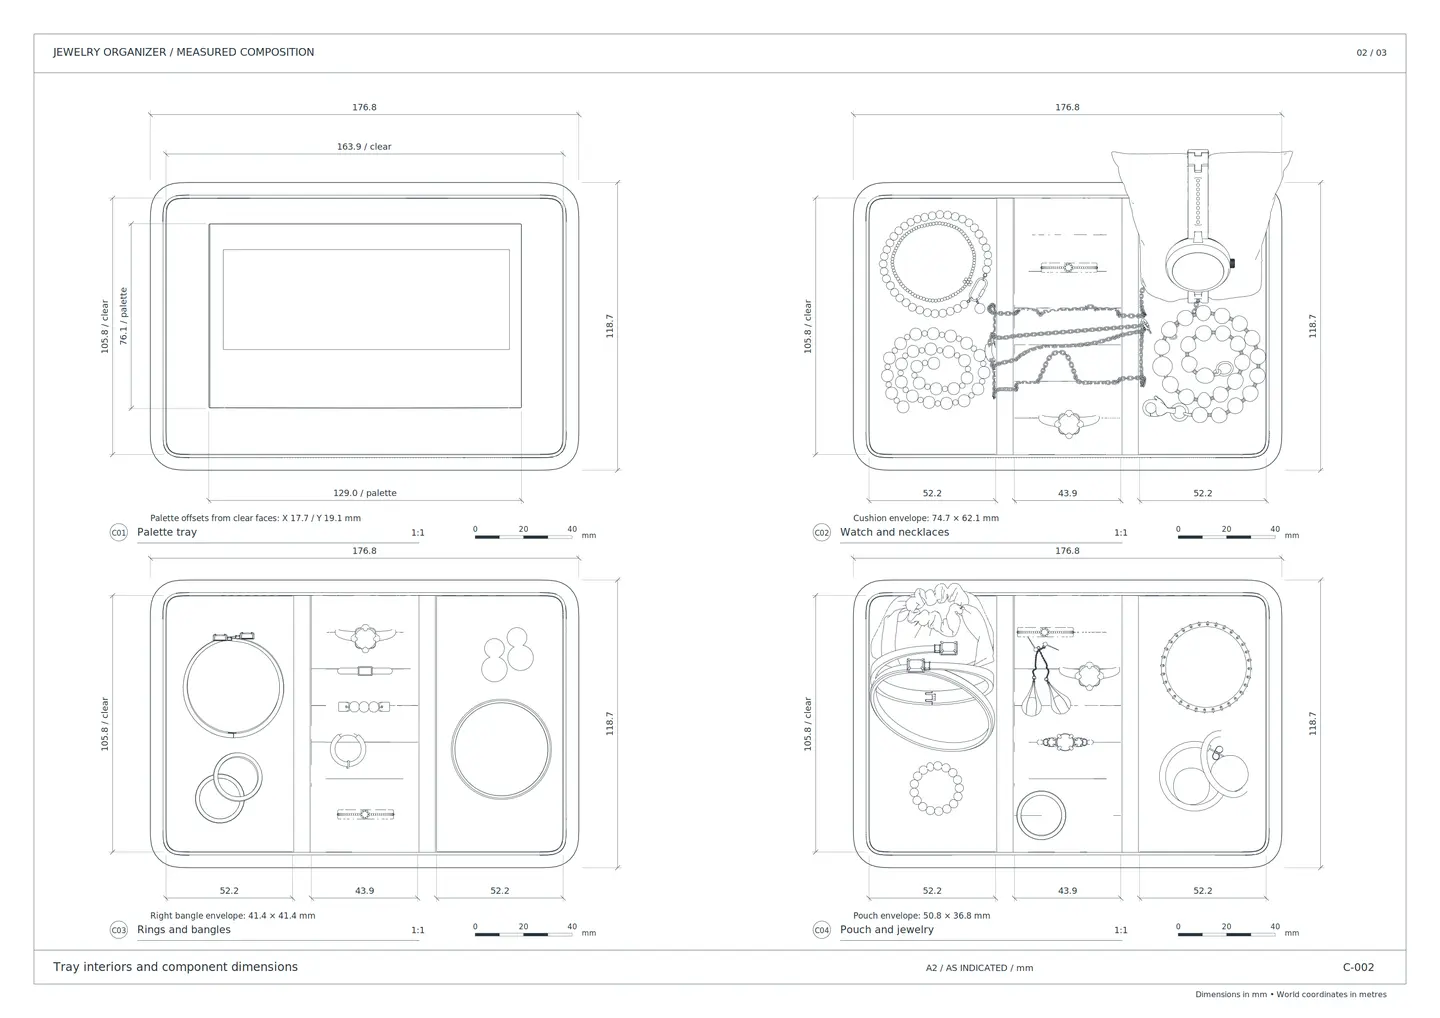 JEWELRY ORGANIZER / MEASURED COMPOSITION
02 / 03
176.8
163.9 / clear
105.8 / clear
76.1 / palette
118.7
129.0 / palette
Palette offsets from clear faces: X 17.7 / Y 19.1 mm
C01 Palette tray 1:1
0 20 40 mm
176.8
105.8 / clear
118.7
52.2 43.9 52.2
Cushion envelope: 74.7 × 62.1 mm
C02 Watch and necklaces 1:1
0 20 40 mm
176.8
105.8 / clear
118.7
52.2 43.9 52.2
Right bangle envelope: 41.4 × 41.4 mm
C03 Rings and bangles 1:1
0 20 40 mm
176.8
105.8 / clear
118.7
52.2 43.9 52.2
Pouch envelope: 50.8 × 36.8 mm
C04 Pouch and jewelry 1:1
0 20 40 mm
Tray interiors and component dimensions
A2 / AS INDICATED / mm
C-002
Dimensions in mm • World coordinates in metres